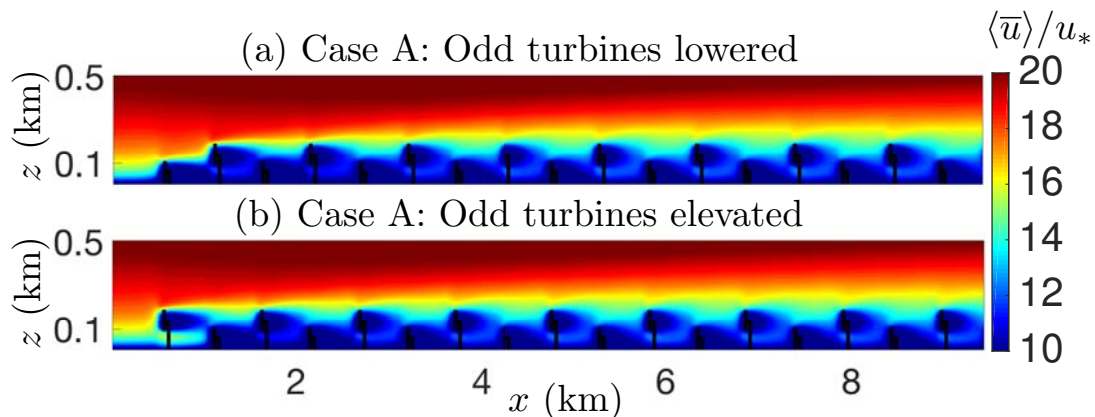 ⟨u̅⟩/u*
(a) Case A: Odd turbines lowered
0.5
z (km)
0.1
(b) Case A: Odd turbines elevated
0.5
z (km)
0.1
2 4 6 8
x (km)
20
18
16
14
12
10